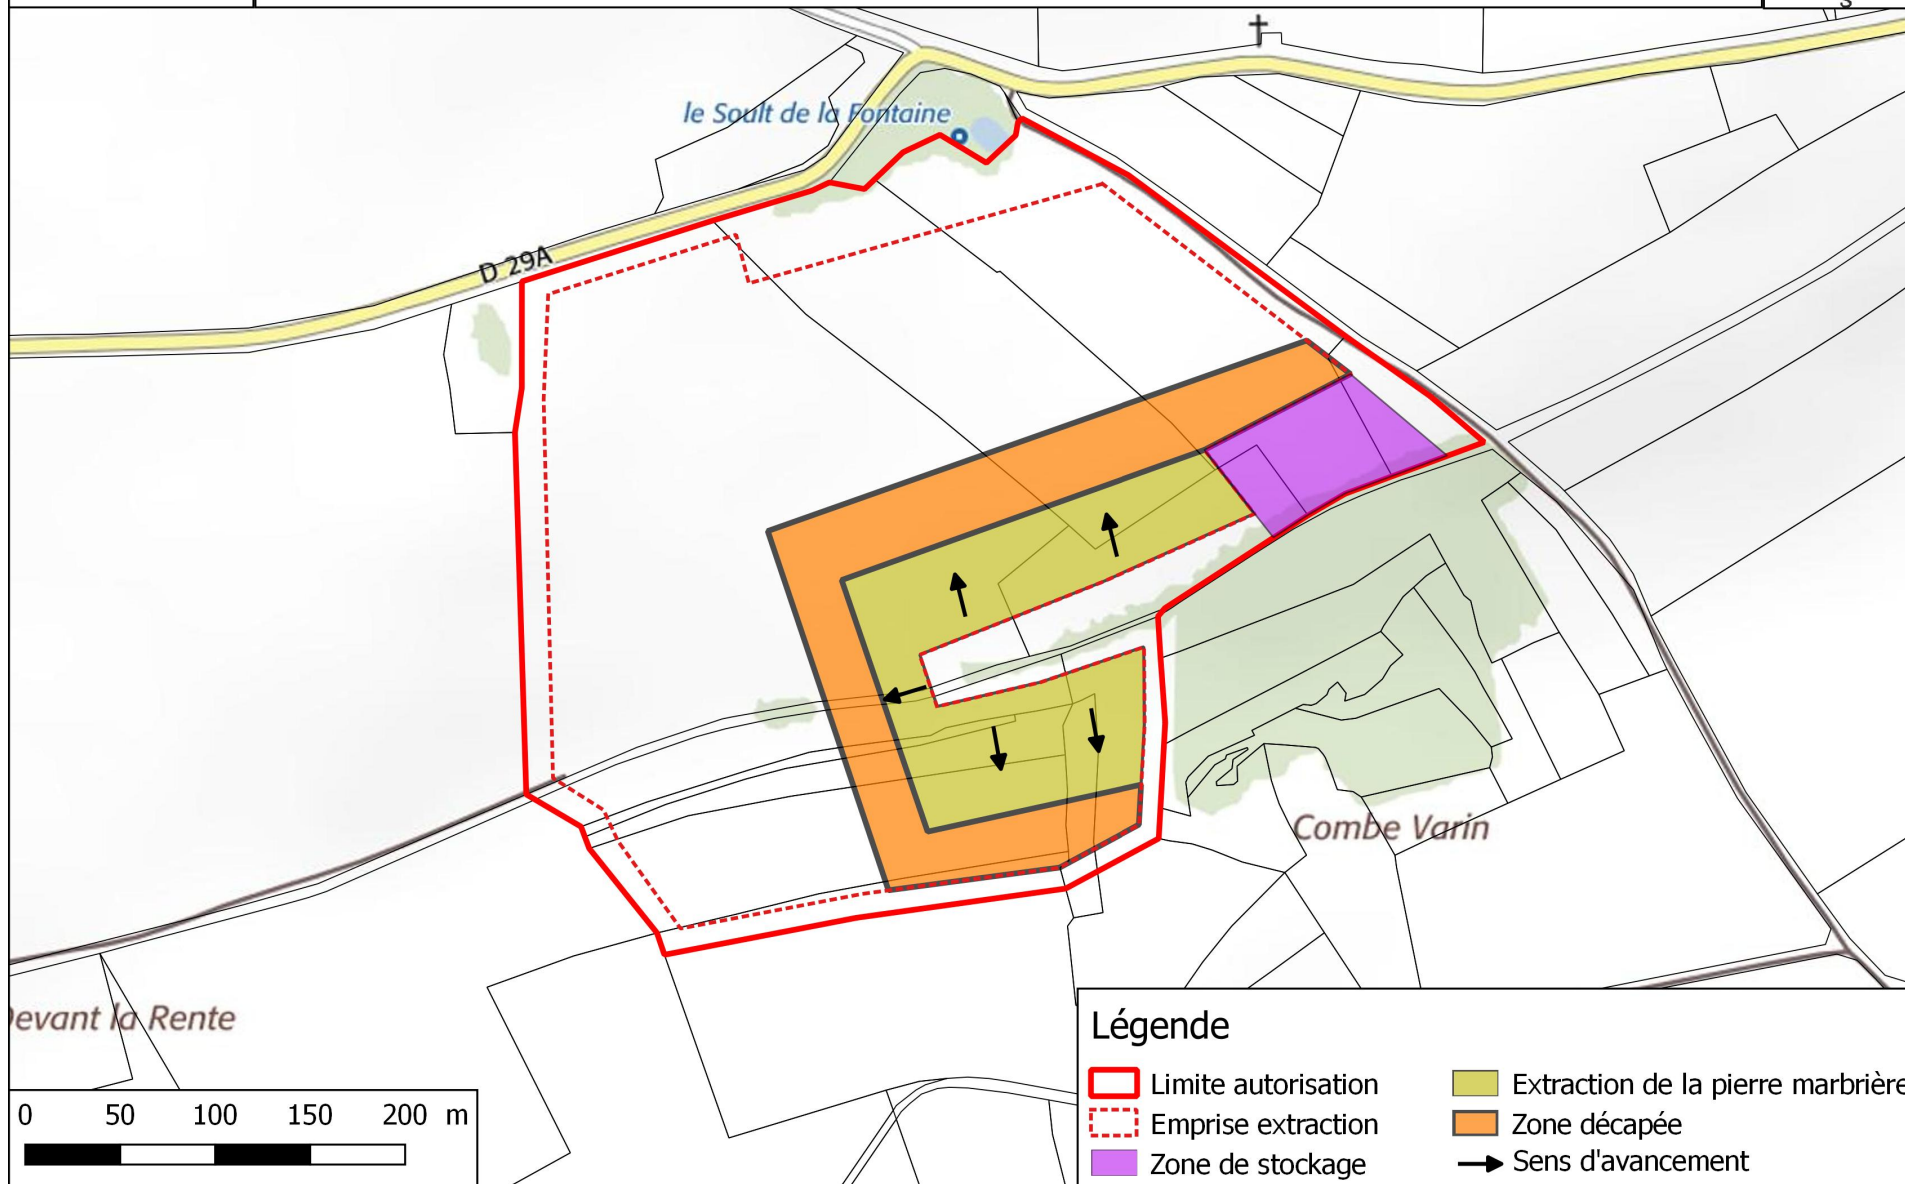 le Soult de la Fontaine
D 29A
Combe Varin
evant la Rente
Légende
Limite autorisation
Emprise extraction
Zone de stockage
Extraction de la pierre marbrière
Zone décapée
Sens d'avancement
0 50 100 150 200 m